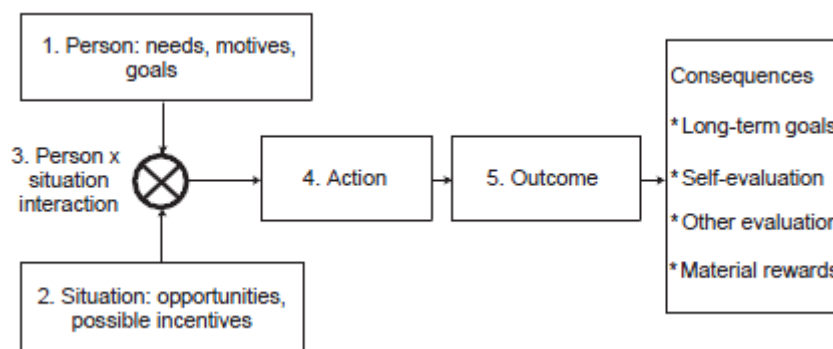 1. Person: needs, motives,
goals
3. Person x
situation
interaction
2. Situation: opportunities,
possible incentives
4. Action
5. Outcome
Consequences
*Long-term goals
*Self-evaluation
*Other evaluation
*Material rewards